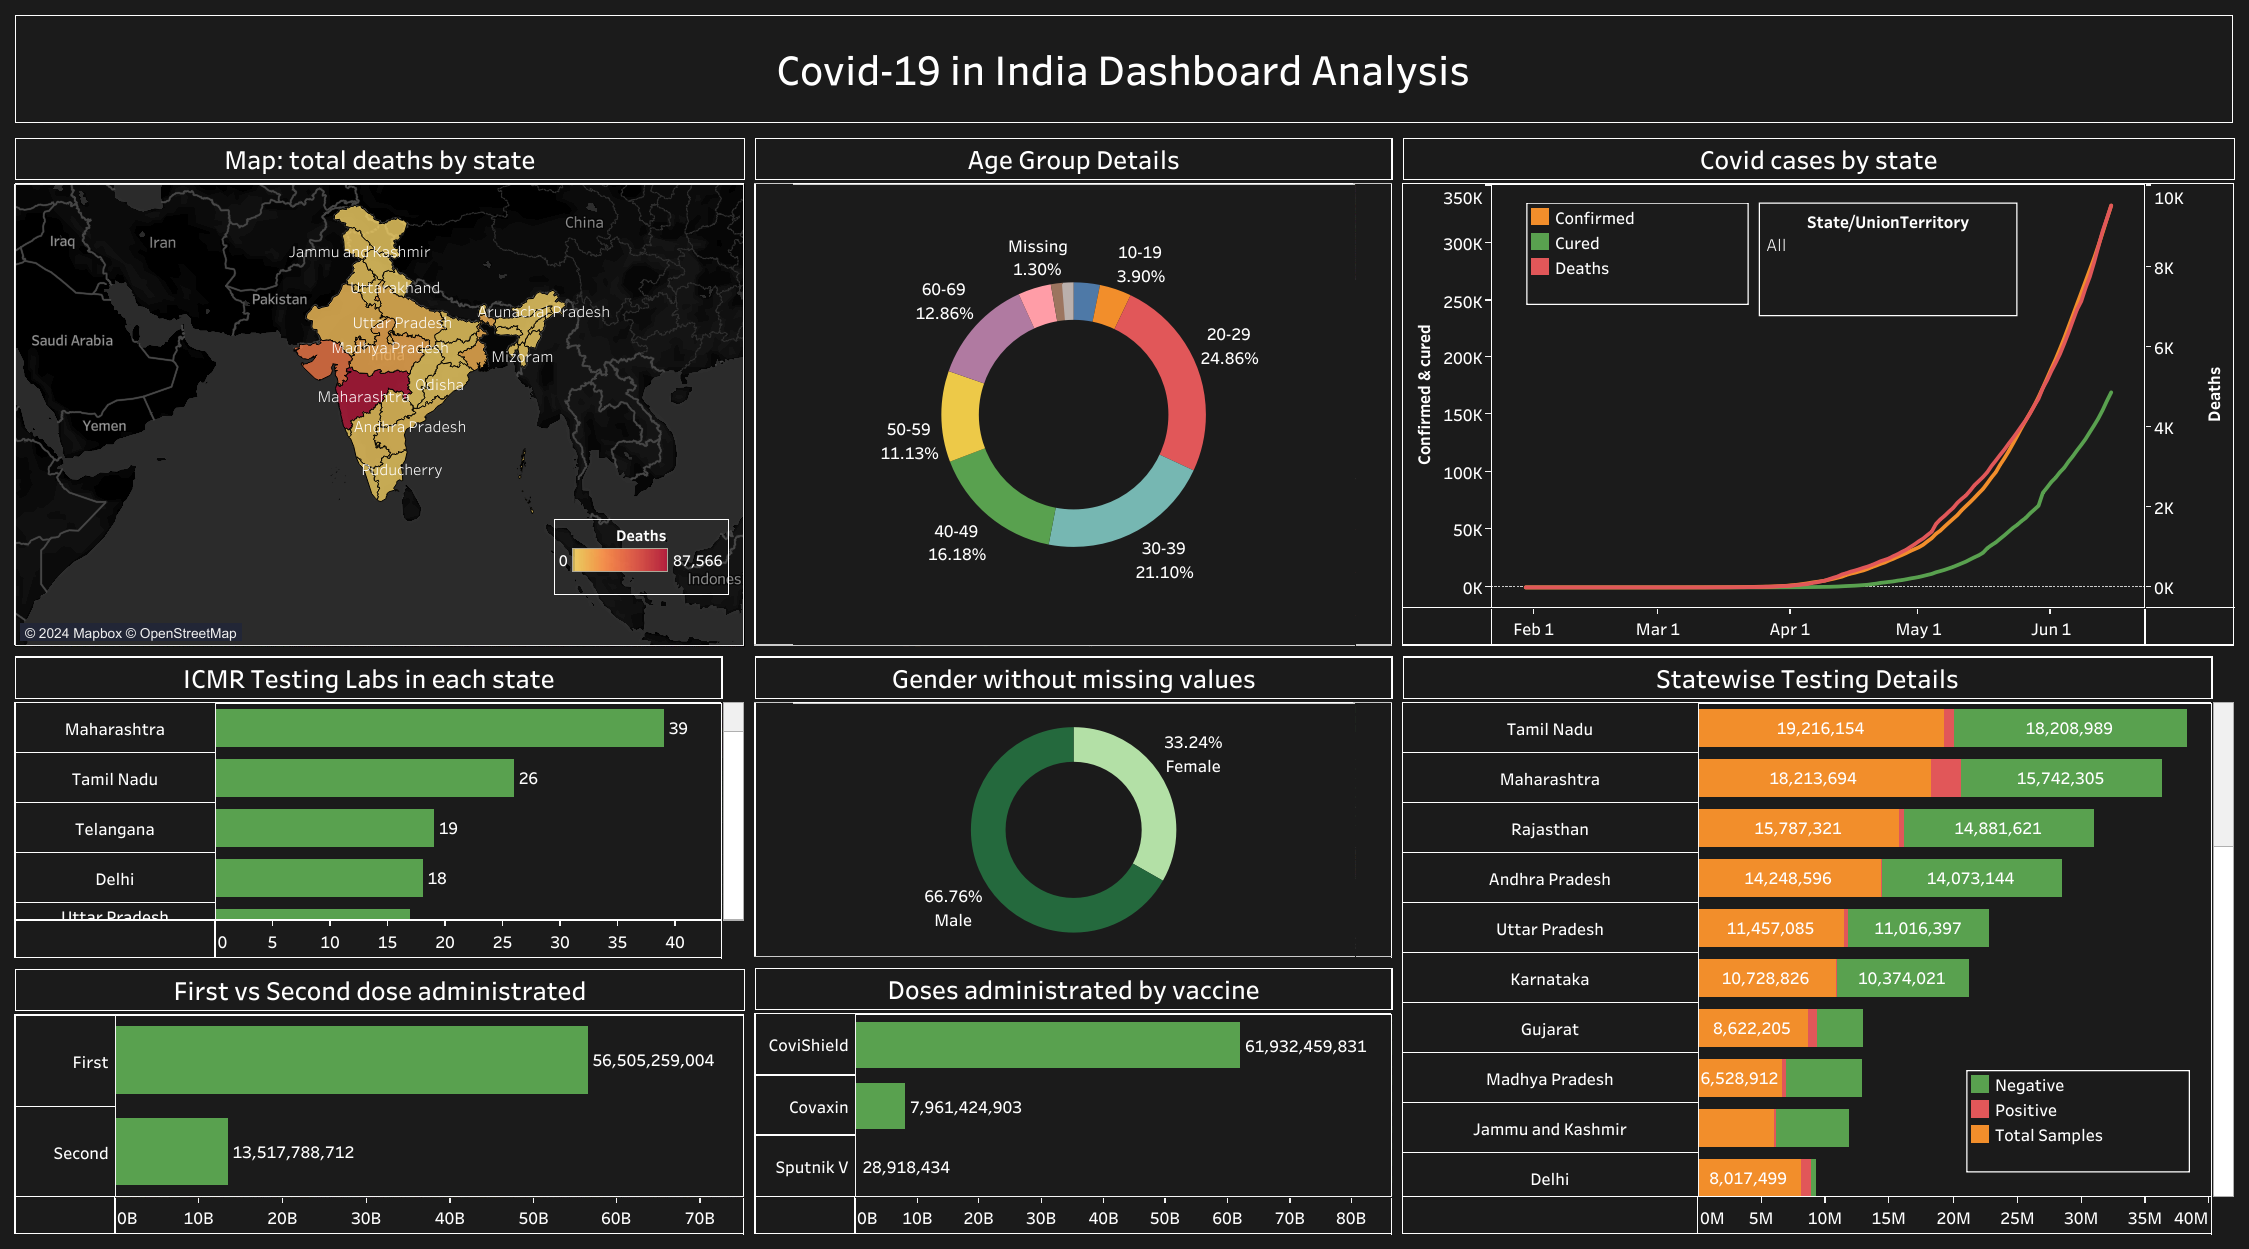 Covid-19 in India Dashboard Analysis
Map: total deaths by state
China
Iraq
Iran
Jammu and Kashmir
Uttarakhand
Pakistan
Arunachal Pradesh
Uttar Pradesh
Saudi Arabia
Madhya Pradesh
India
Mizoram
Odisha
Maharashtra
Yemen
Andhra Pradesh
Puducherry
Deaths
0 87,566
Indones
© 2024 Mapbox © OpenStreetMap
Age Group Details
Missing
1.30%
10-19
3.90%
60-69
12.86%
20-29
24.86%
50-59
11.13%
40-49
16.18%
30-39
21.10%
Covid cases by state
Confirmed & cured
350K
300K
250K
200K
150K
100K
50K
0K
Confirmed
Cured
Deaths
State/UnionTerritory
All
10K
8K
6K
4K
2K
0K
Deaths
Feb 1 Mar 1 Apr 1 May 1 Jun 1
ICMR Testing Labs in each state
Maharashtra 39
Tamil Nadu 26
Telangana 19
Delhi 18
Uttar Pradesh
0 5 10 15 20 25 30 35 40
Gender without missing values
33.24%
Female
66.76%
Male
Statewise Testing Details
Tamil Nadu 19,216,154 18,208,989
Maharashtra 18,213,694 15,742,305
Rajasthan 15,787,321 14,881,621
Andhra Pradesh 14,248,596 14,073,144
Uttar Pradesh 11,457,085 11,016,397
Karnataka 10,728,826 10,374,021
Gujarat 8,622,205
Madhya Pradesh 6,528,912
Jammu and Kashmir
Delhi 8,017,499
Negative
Positive
Total Samples
0M 5M 10M 15M 20M 25M 30M 35M 40M
First vs Second dose administrated
First 56,505,259,004
Second 13,517,788,712
0B 10B 20B 30B 40B 50B 60B 70B
Doses administrated by vaccine
CoviShield 61,932,459,831
Covaxin 7,961,424,903
Sputnik V 28,918,434
0B 10B 20B 30B 40B 50B 60B 70B 80B